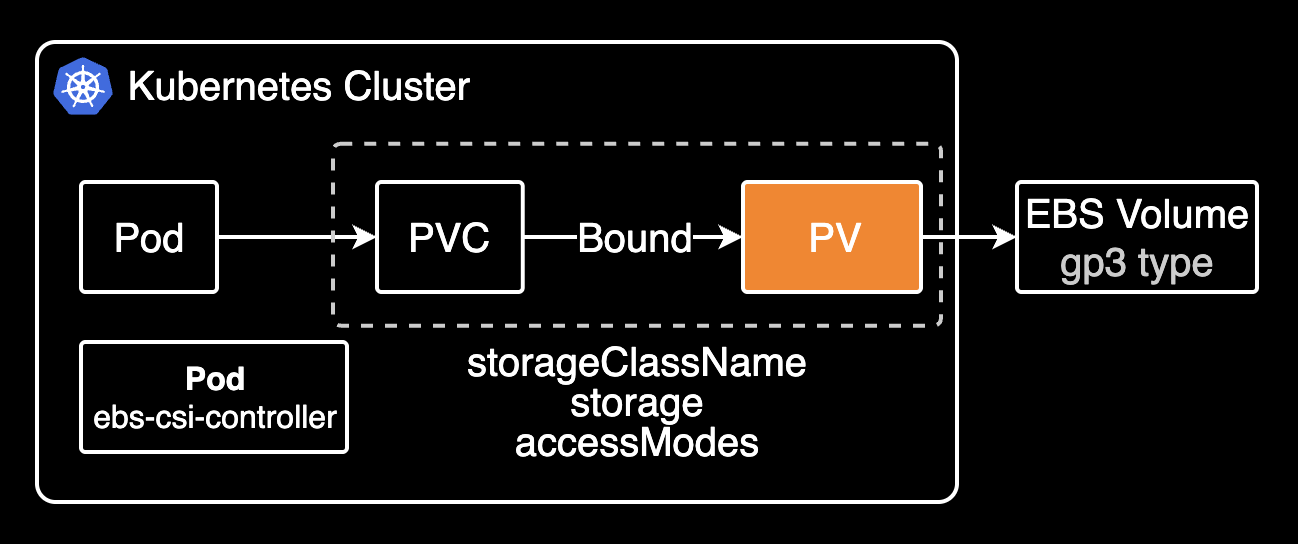 Kubernetes Cluster
Pod
PVC
Bound
PV
EBS Volume
gp3 type
Pod
ebs-csi-controller
storageClassName
storage
accessModes